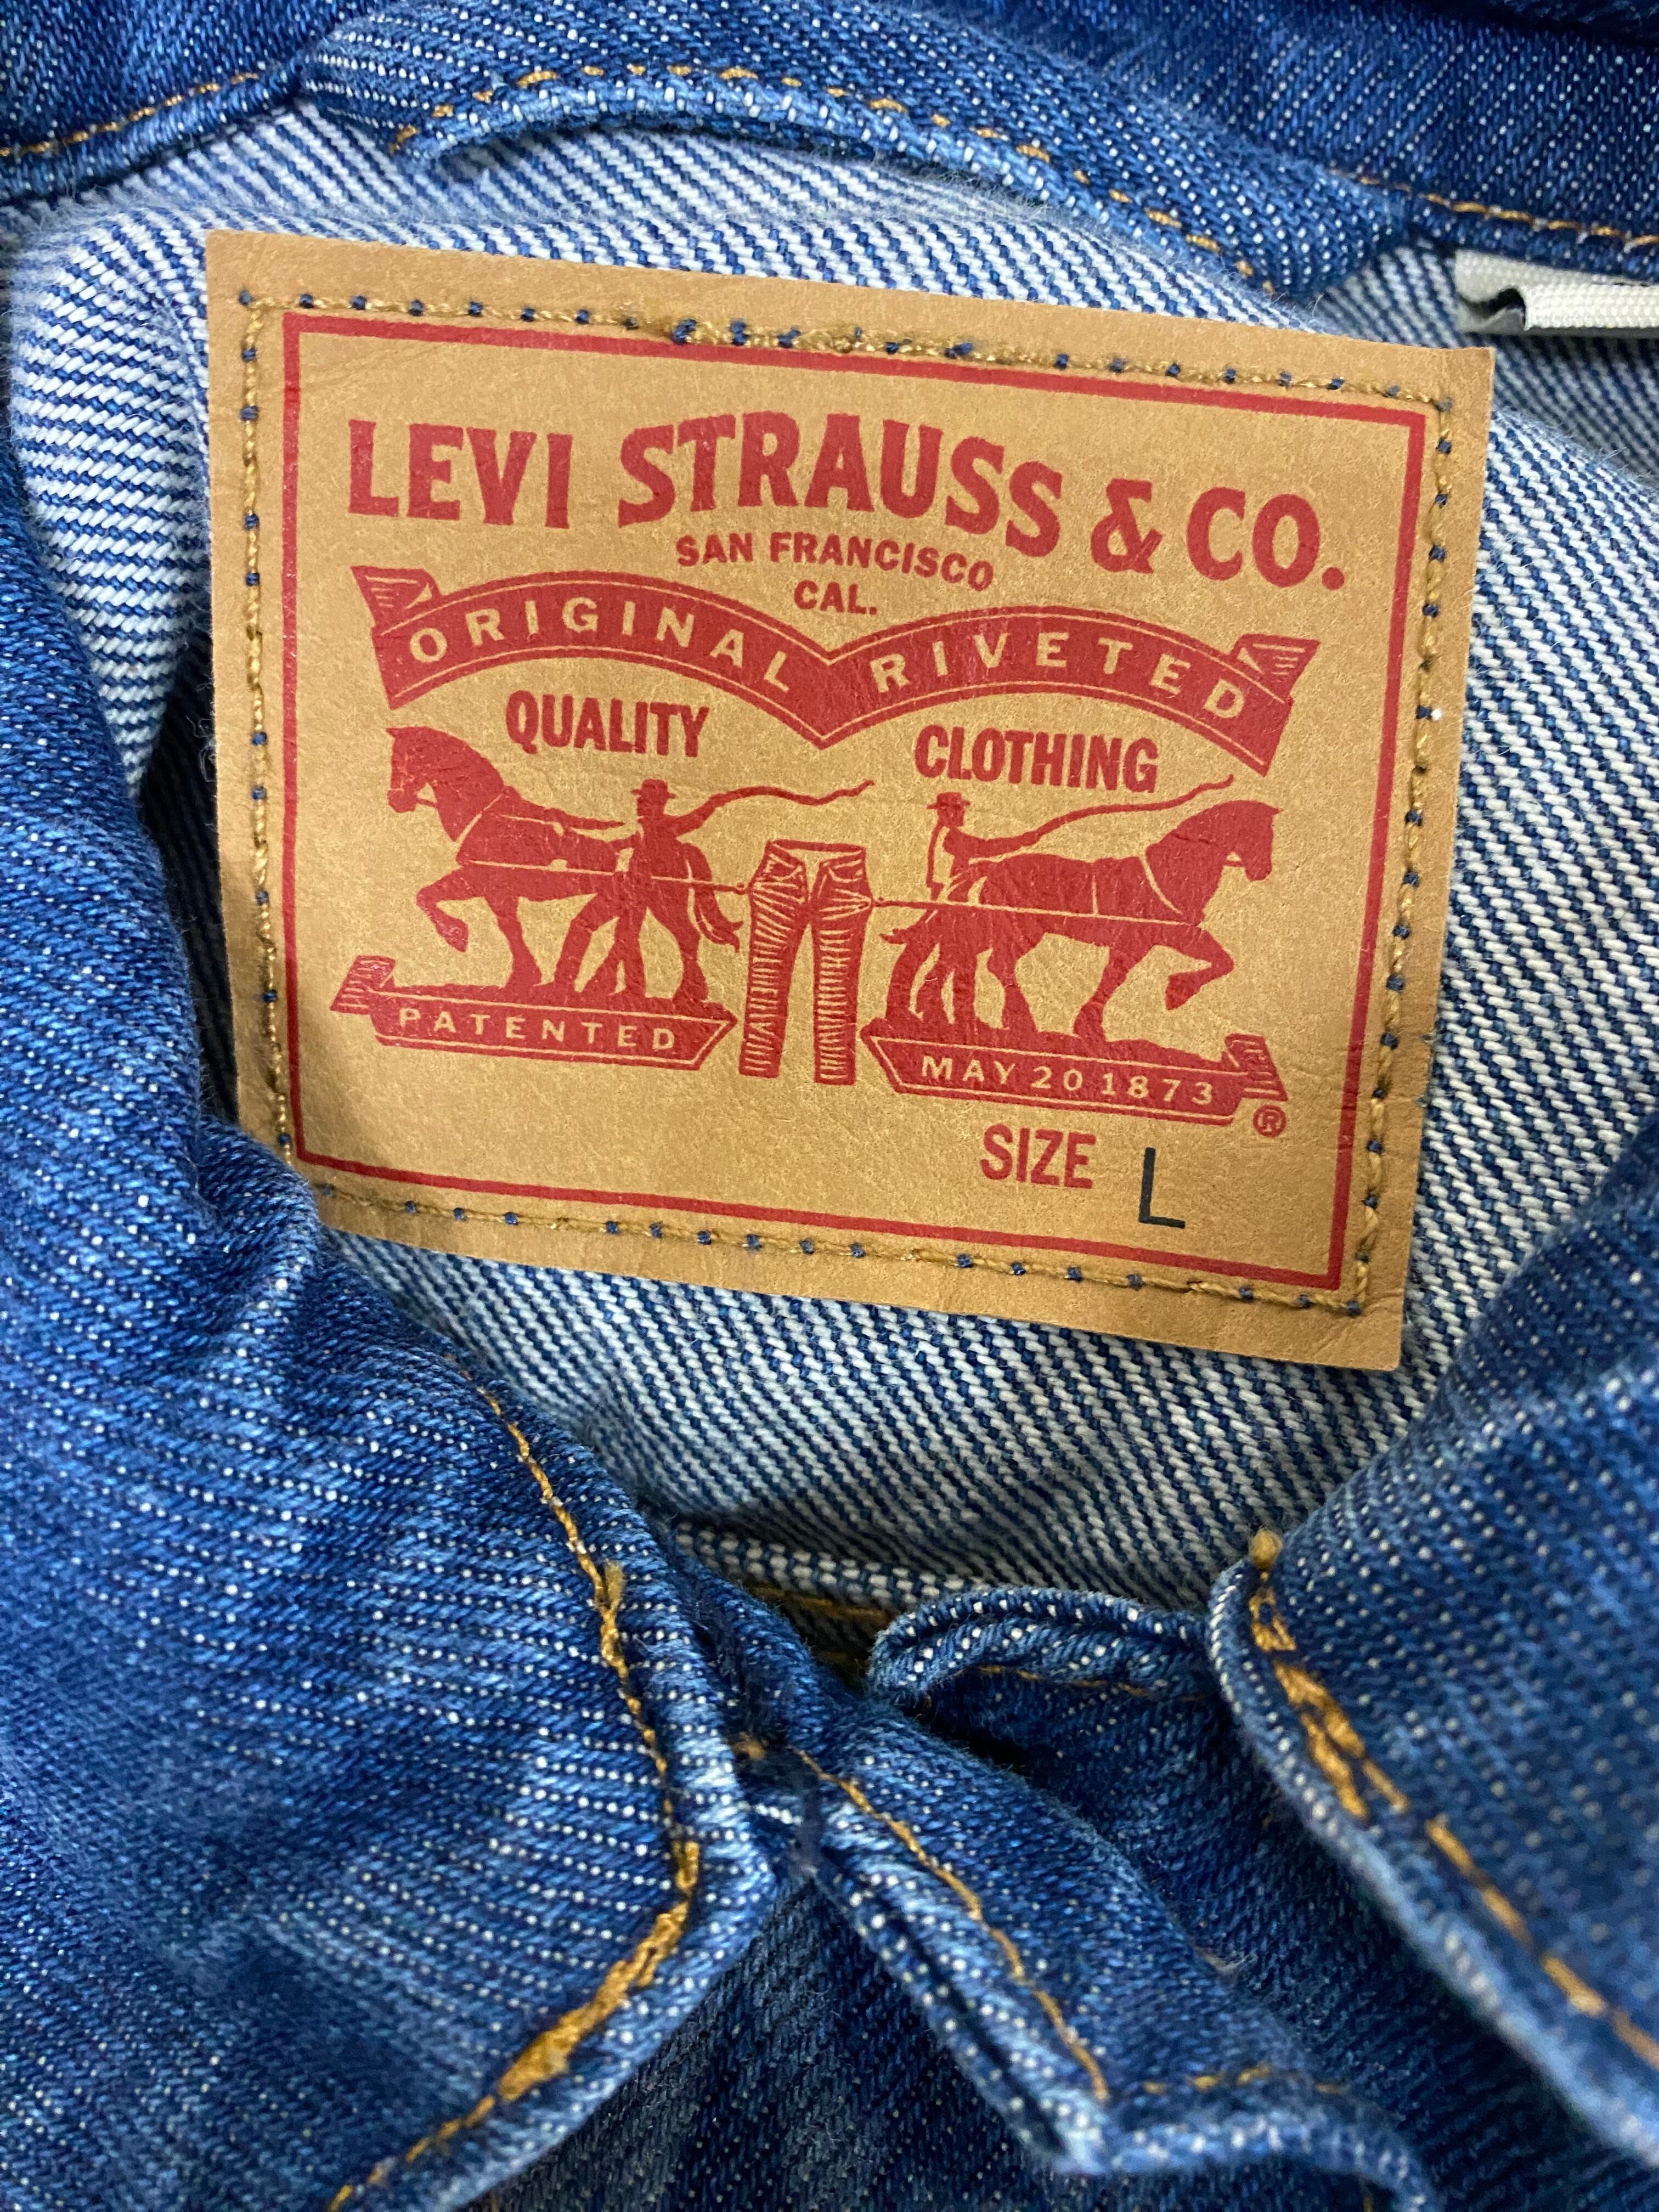 LEVI STRAUSS & CO.
SAN FRANCISCO
CAL.
ORIGINAL RIVETED
QUALITY CLOTHING
PATENTED MAY 20 1873
®
SIZE L